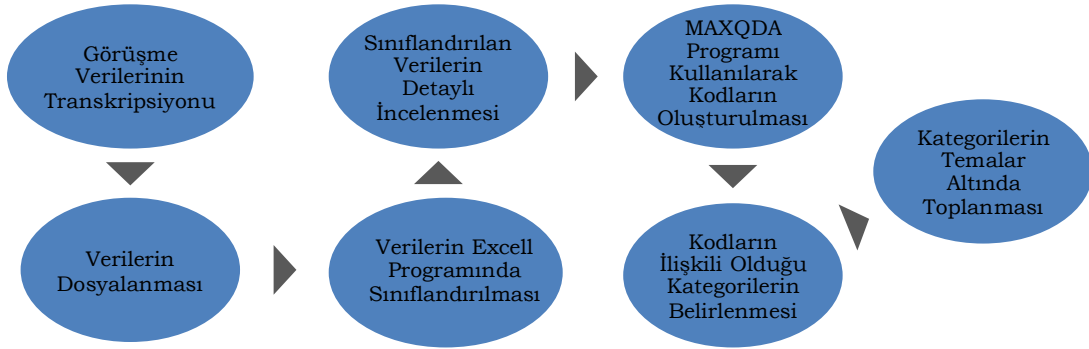 Görüşme
Verilerinin
Transkripsiyonu
Verilerin
Dosyalanması
Verilerin Excell
Programında
Sınıflandırılması
Sınıflandırılan
Verilerin
Detaylı
İncelenmesi
MAXQDA
Programı
Kullanılarak
Kodların
Oluşturulması
Kodların
İlişkili Olduğu
Kategorilerin
Belirlenmesi
Kategorilerin
Temalar
Altında
Toplanması